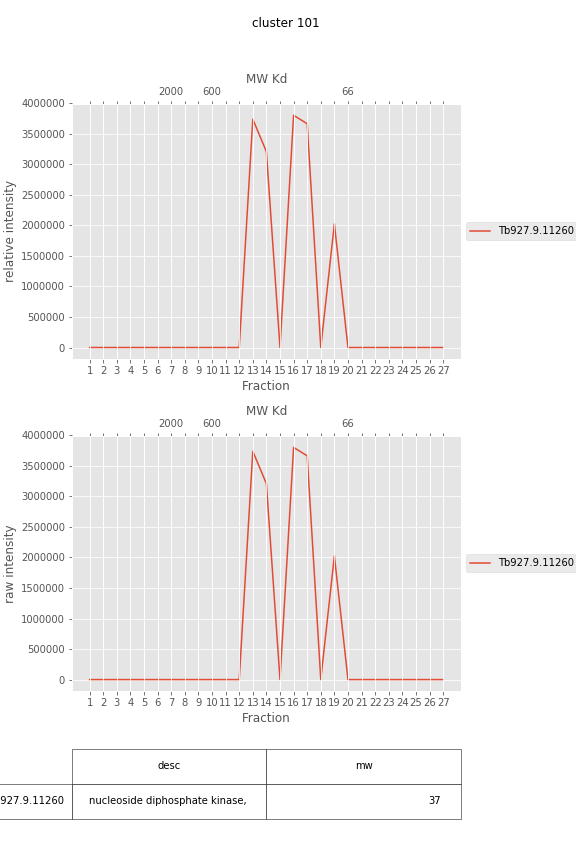 cluster 101
MW Kd
2000 600 66
4000000
3500000
3000000
2500000
2000000
1500000
1000000
500000
0
relative intensity
1 2 3 4 5 6 7 8 9 10 11 12 13 14 15 16 17 18 19 20 21 22 23 24 25 26 27
Fraction
Tb927.9.11260
MW Kd
2000 600 66
4000000
3500000
3000000
2500000
2000000
1500000
1000000
500000
0
raw intensity
1 2 3 4 5 6 7 8 9 10 11 12 13 14 15 16 17 18 19 20 21 22 23 24 25 26 27
Fraction
Tb927.9.11260
desc mw
927.9.11260 nucleoside diphosphate kinase, 37